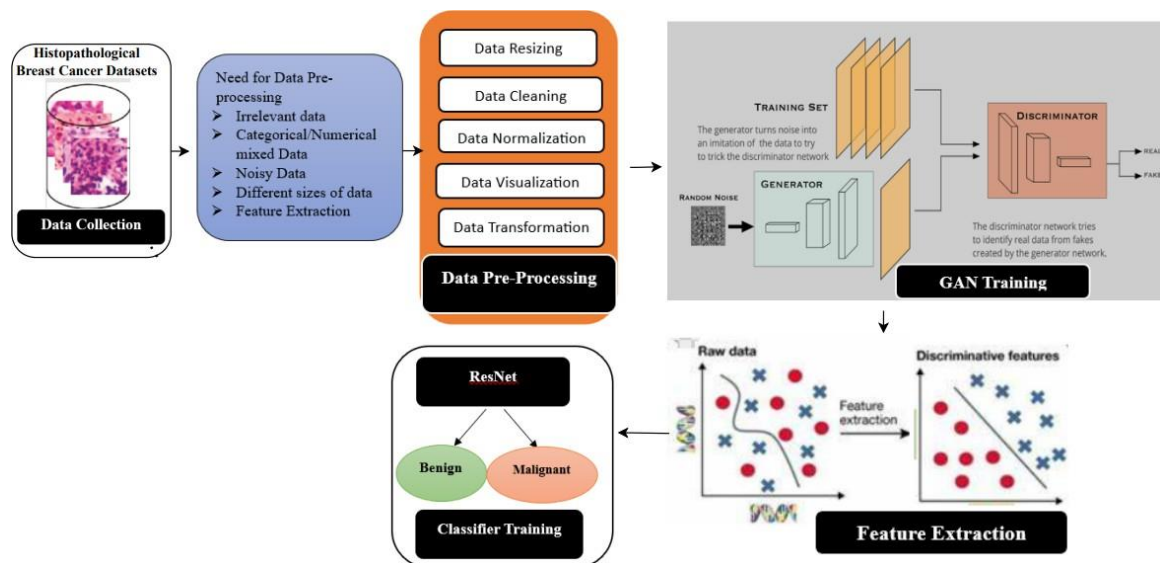 Histopathological
Breast Cancer Datasets
Data Collection
.
Need for Data Pre-
processing
➤ Irrelevant data
➤ Categorical/Numerical
mixed Data
➤ Noisy Data
➤ Different sizes of data
➤ Feature Extraction
Data Resizing
Data Cleaning
Data Normalization
Data Visualization
Data Transformation
Data Pre-Processing
TRAINING SET
The generator turns noise into
an imitation of the data to try
to trick the discriminator network
RANDOM NOISE
GENERATOR
DISCRIMINATOR
REAL
FAKE
The discriminator network tries
to identify real data from fakes
created by the generator network.
GAN Training
Raw data
Feature
extraction
Discriminative features
Feature Extraction
ResNet
Benign
Malignant
Classifier Training